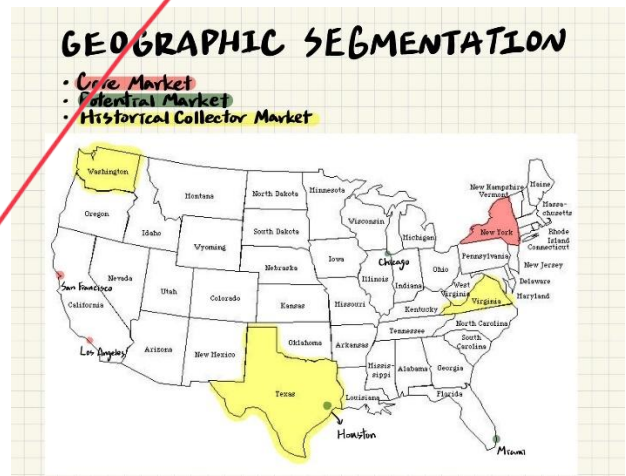 GEOGRAPHIC SEGMENTATION
• Core Market
• Potential Market
• Historical Collector Market
Washington
Montana
North Dakota
Minnesota
New Hampshire
Vermont
Maine
Massa-
chusetts
Oregon
Idaho
Wyoming
South Dakota
Wisconsin
Michigan
New York
Rhode
Island
Connecticut
Nebraska
Iowa
Chicago
Pennsylvania
New Jersey
San Francisco
California
Nevada
Utah
Colorado
Kansas
Missouri
Illinois
Indiana
Ohio
West
Virginia
Virginia
Delaware
Maryland
Kentucky
Los Angeles
Arizona
New Mexico
Oklahoma
Arkansas
Tennessee
North Carolina
South
Carolina
Texas
Louisiana
Missis-
sippi
Alabama
Georgia
Florida
Houston
Miami